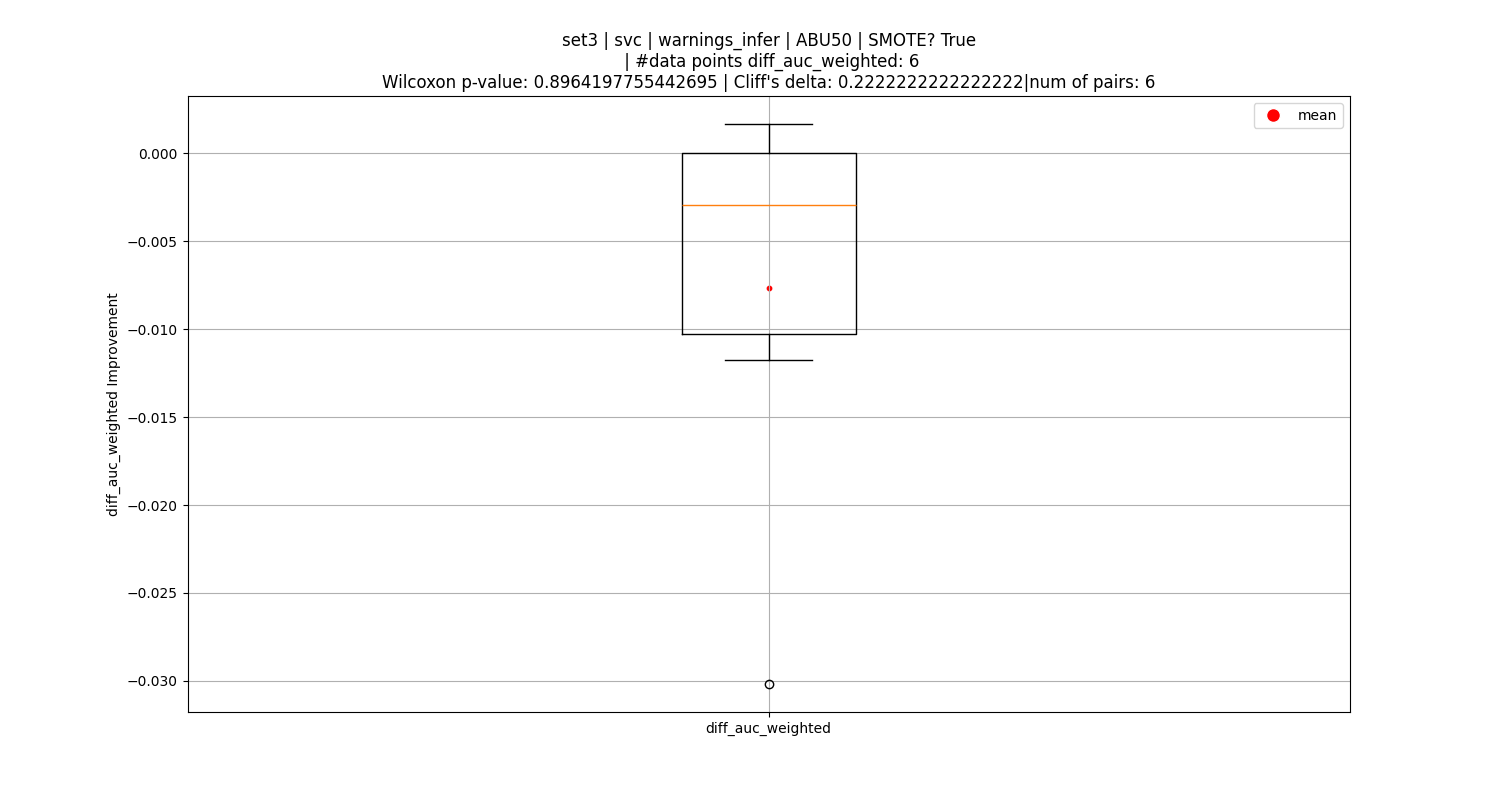 set3 | svc | warnings_infer | ABU50 | SMOTE? True
| #data points diff_auc_weighted: 6
Wilcoxon p-value: 0.8964197755442695 | Cliff's delta: 0.2222222222222222|num of pairs: 6
mean
0.000
−0.005
−0.010
−0.015
−0.020
−0.025
−0.030
diff_auc_weighted Improvement
diff_auc_weighted